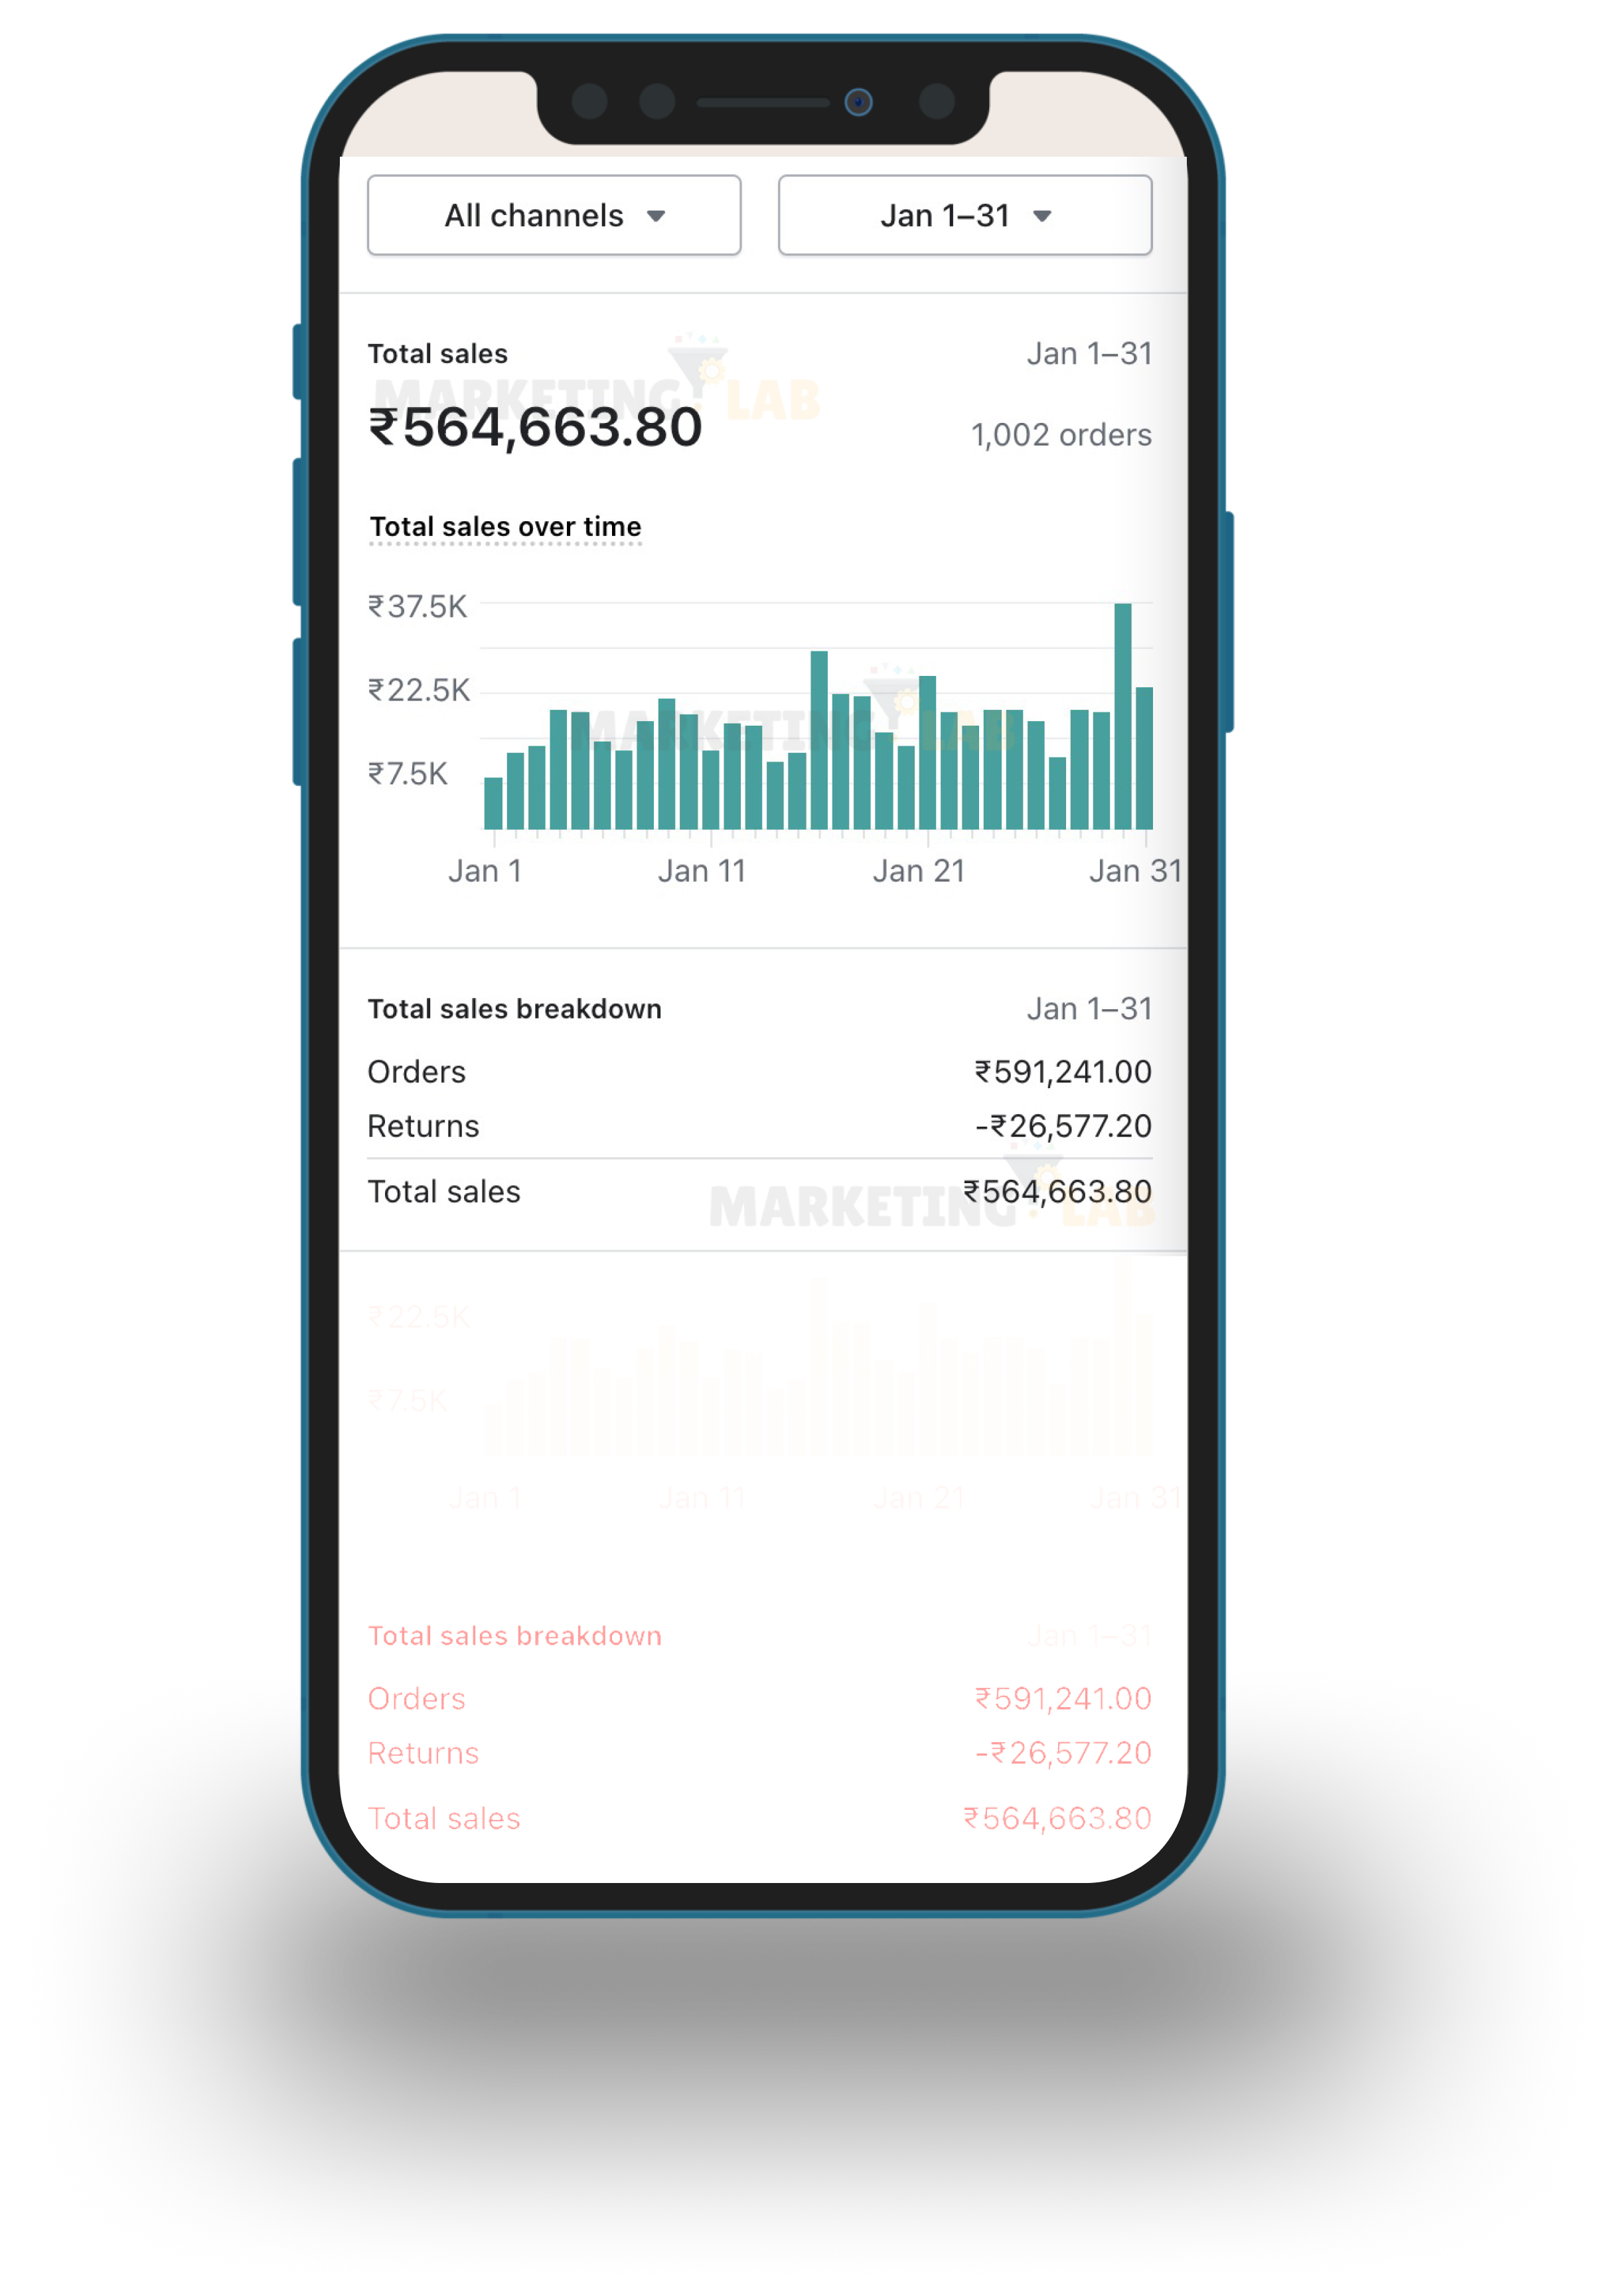 All channels Jan 1–31
Total sales Jan 1–31
MARKETING LAB
₹564,663.80 1,002 orders
Total sales over time
₹37.5K
₹22.5K
MARKETING LAB
₹7.5K
Jan 1 Jan 11 Jan 21 Jan 31
Total sales breakdown Jan 1–31
Orders ₹591,241.00
Returns -₹26,577.20
Total sales ₹564,663.80
MARKETING LAB
₹22.5K
₹7.5K
Jan 1 Jan 11 Jan 21 Jan 31
Total sales breakdown Jan 1–31
Orders ₹591,241.00
Returns -₹26,577.20
Total sales ₹564,663.80